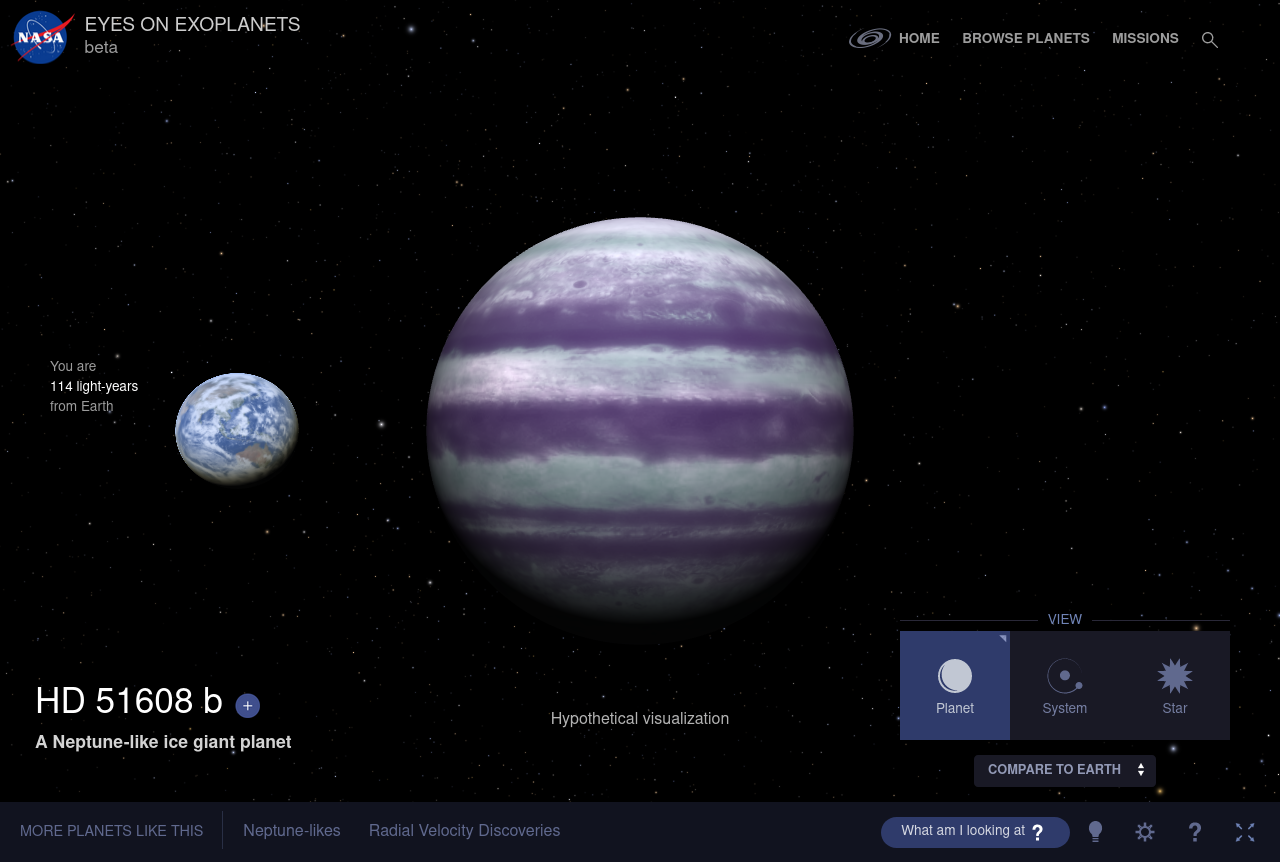 NASA
EYES ON EXOPLANETS
beta
HOME
BROWSE PLANETS
MISSIONS
You are
114 light-years
from Earth
HD 51608 b +
A Neptune-like ice giant planet
Hypothetical visualization
VIEW
Planet
System
Star
COMPARE TO EARTH
MORE PLANETS LIKE THIS
Neptune-likes
Radial Velocity Discoveries
What am I looking at ?
?